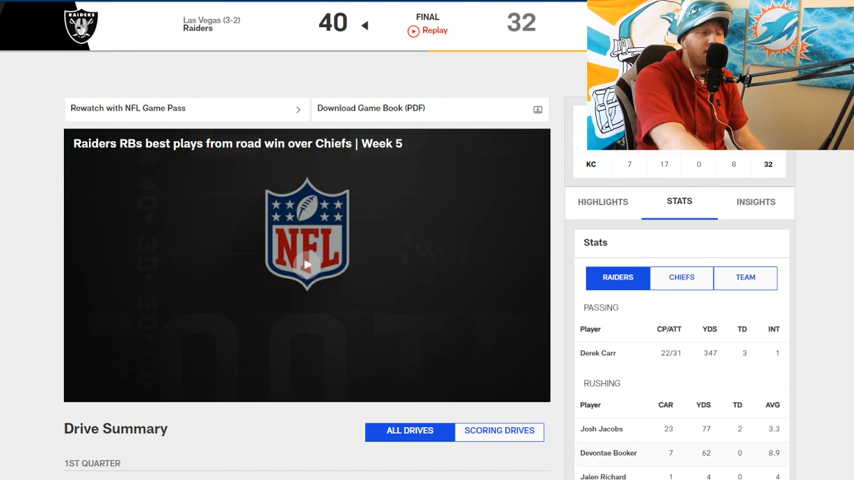 RAIDERS
Las Vegas (3-2)
Raiders
40
FINAL
Replay
32
Rewatch with NFL Game Pass
Download Game Book (PDF)
Raiders RBs best plays from road win over Chiefs | Week 5
NFL
KC 7 17 0 8 32
HIGHLIGHTS STATS INSIGHTS
Stats
RAIDERS CHIEFS TEAM
PASSING
Player CP/ATT YDS TD INT
Derek Carr 22/31 347 3 1
RUSHING
Player CAR YDS TD AVG
Josh Jacobs 23 77 2 3.3
Devontae Booker 7 62 0 8.9
Jalen Richard 1 4 0 4
Drive Summary
ALL DRIVES SCORING DRIVES
1ST QUARTER